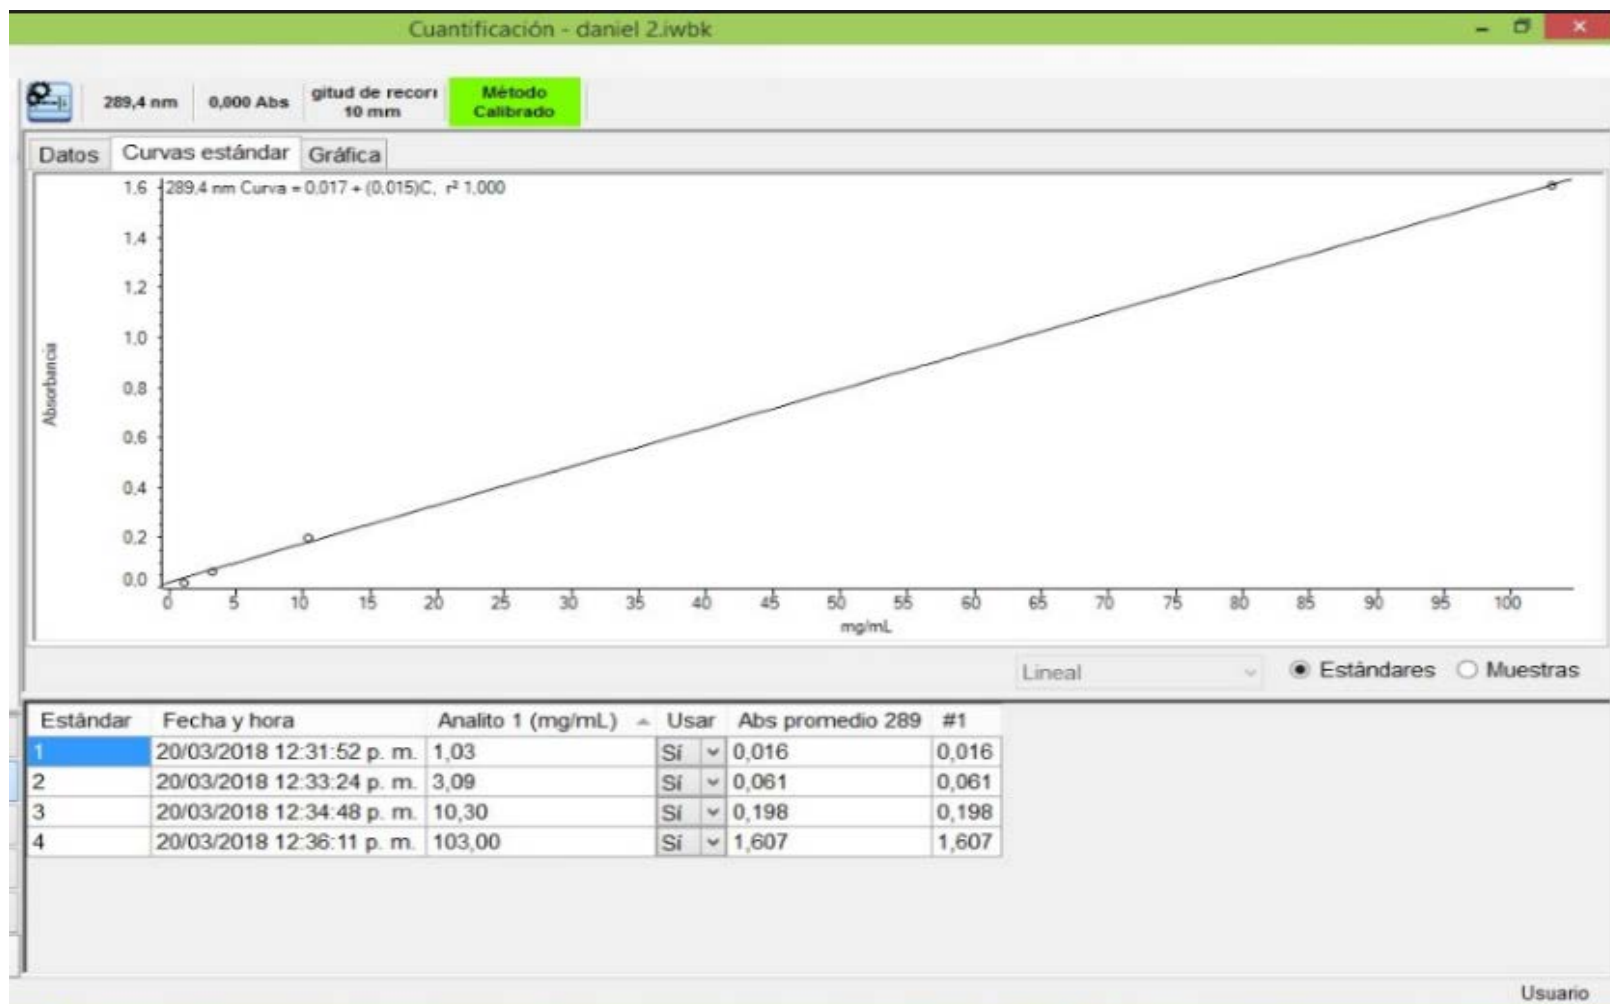 Cuantificación - daniel 2.iwbk
289,4 nm 0,000 Abs gitud de recorr 10 mm Método Calibrado
Datos Curvas estándar Gráfica
289,4 nm Curva = 0,017 + (0,015)C, r² 1,000
1,6
1,4
1,2
1,0
0,8
0,6
0,4
0,2
0,0
Absorbancia
0 5 10 15 20 25 30 35 40 45 50 55 60 65 70 75 80 85 90 95 100
mg/mL
Lineal Estándares Muestras
Estándar Fecha y hora Analito 1 (mg/mL) Usar Abs promedio 289 #1
1 20/03/2018 12:31:52 p. m. 1,03 Sí 0,016 0,016
2 20/03/2018 12:33:24 p. m. 3,09 Sí 0,061 0,061
3 20/03/2018 12:34:48 p. m. 10,30 Sí 0,198 0,198
4 20/03/2018 12:36:11 p. m. 103,00 Sí 1,607 1,607
Usuario